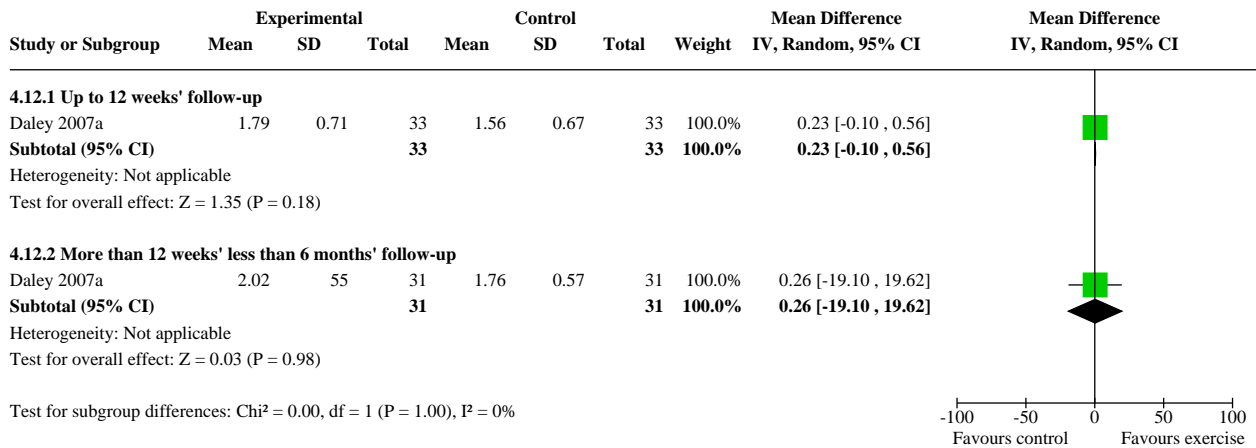 Experimental Control Mean Difference Mean Difference
Study or Subgroup Mean SD Total Mean SD Total Weight IV, Random, 95% CI IV, Random, 95% CI
4.12.1 Up to 12 weeks' follow-up
Daley 2007a 1.79 0.71 33 1.56 0.67 33 100.0% 0.23 [-0.10 , 0.56]
Subtotal (95% CI) 33 33 100.0% 0.23 [-0.10 , 0.56]
Heterogeneity: Not applicable
Test for overall effect: Z = 1.35 (P = 0.18)
4.12.2 More than 12 weeks' less than 6 months' follow-up
Daley 2007a 2.02 55 31 1.76 0.57 31 100.0% 0.26 [-19.10 , 19.62]
Subtotal (95% CI) 31 31 100.0% 0.26 [-19.10 , 19.62]
Heterogeneity: Not applicable
Test for overall effect: Z = 0.03 (P = 0.98)
Test for subgroup differences: Chi² = 0.00, df = 1 (P = 1.00), I² = 0%
-100 -50 0 50 100
Favours control Favours exercise